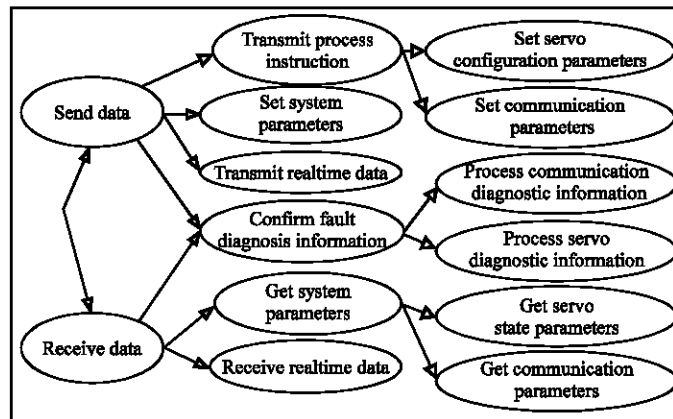 Send data
Receive data
Transmit process
instruction
Set system
parameters
Transmit realtime data
Confirm fault
diagnosis information
Get system
parameters
Receive realtime data
Set servo
configuration parameters
Set communication
parameters
Process communication
diagnostic information
Process servo
diagnostic information
Get servo
state parameters
Get communication
parameters